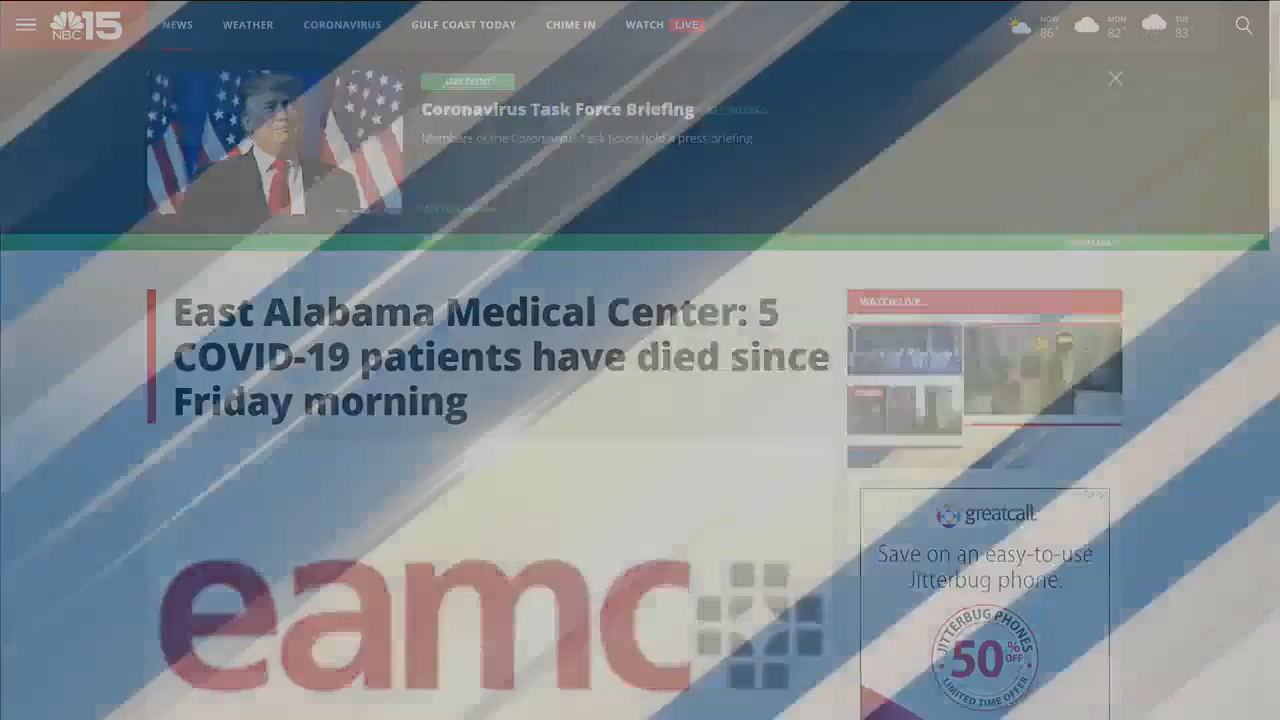 NBC 15
NEWS
WEATHER
CORONAVIRUS
GULF COAST TODAY
CHIME IN
WATCH LIVE
NOW
86°
MON
82°
TUE
83°
LIVE EVENT
Coronavirus Task Force Briefing
Members of the Coronavirus Task Force hold a press briefing
East Alabama Medical Center: 5
COVID-19 patients have died since
Friday morning
WATCH LIVE
eamc
greatcall
Save on an easy-to-use
Jitterbug phone.
JITTERBUG PHONES
50% OFF
LIMITED TIME OFFER